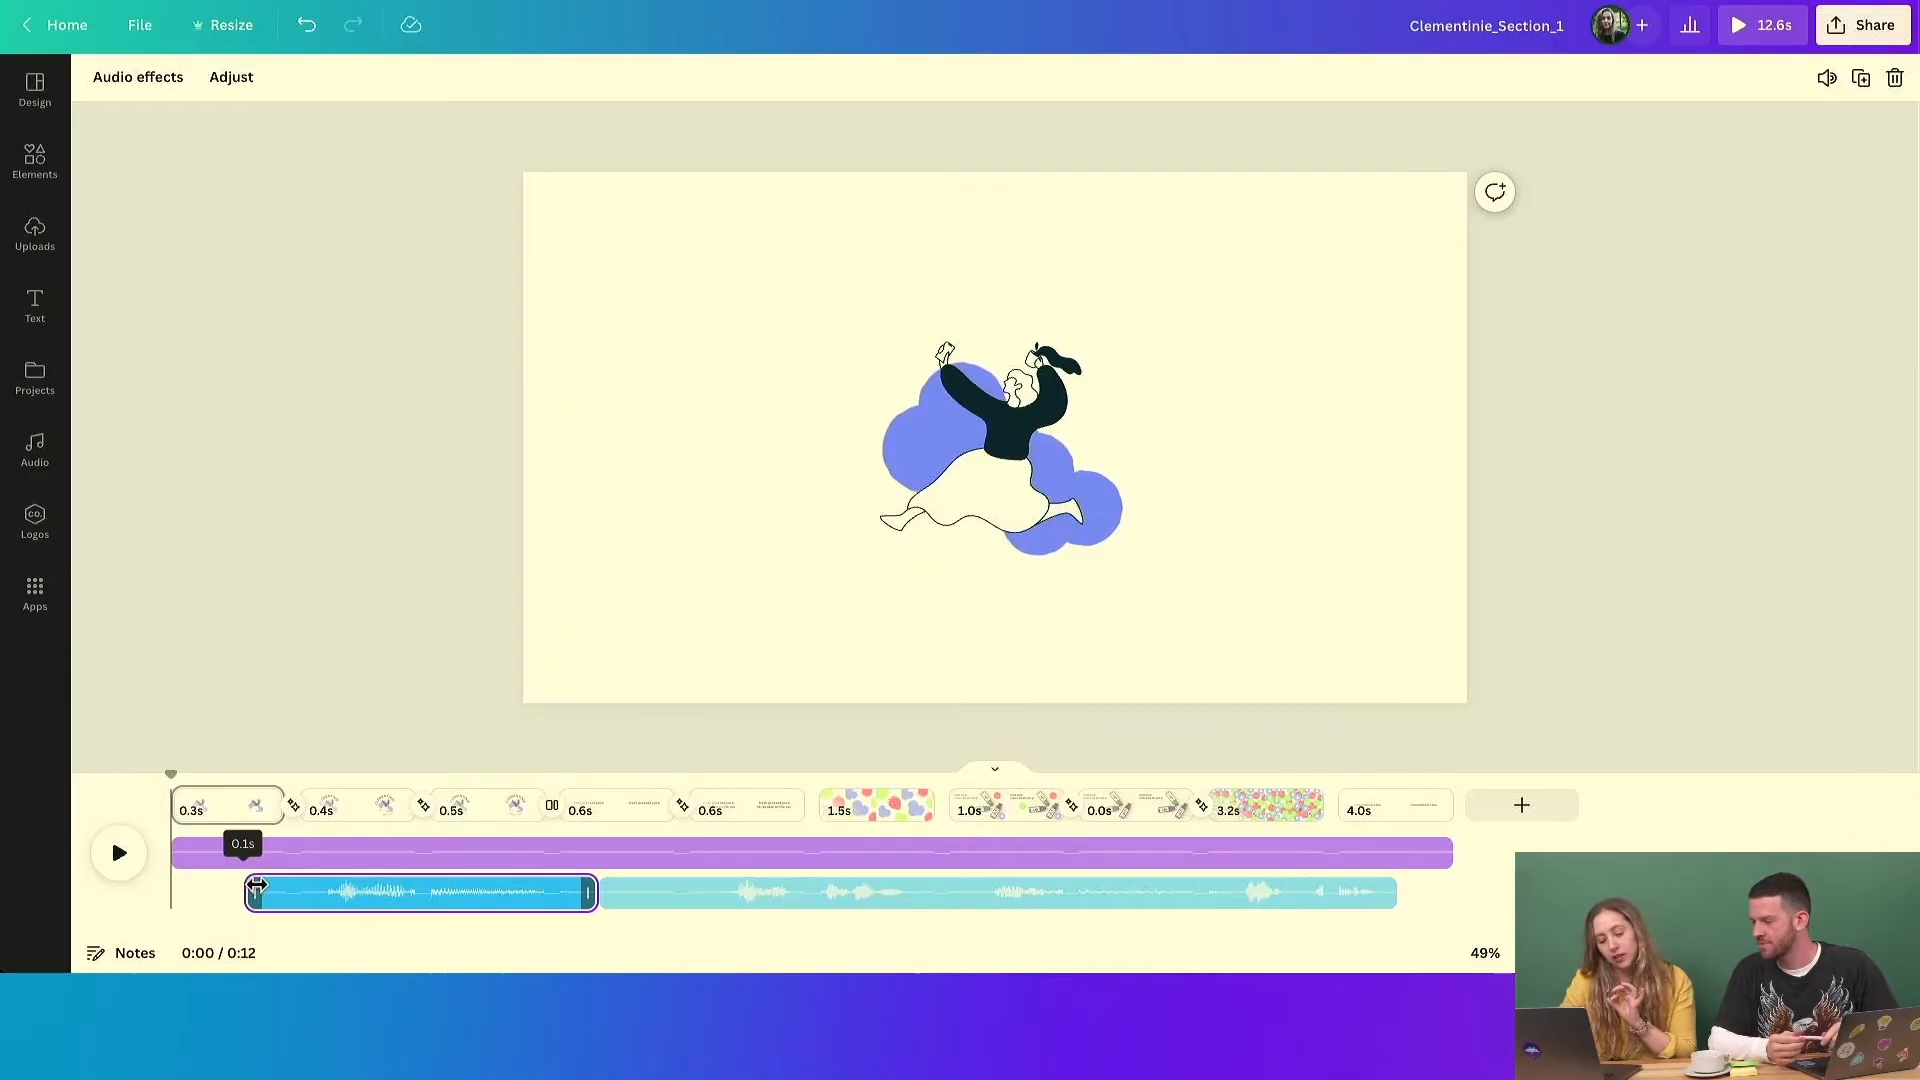 Home File Resize Clementinie_Section_1 12.6s Share
Audio effects Adjust
Design
Elements
Uploads
Text
Projects
Audio
co.
Logos
Apps
0.3s 0.4s 0.5s 0.6s 0.6s 1.5s 1.0s 0.0s 3.2s 4.0s
0.1s
Notes 0:00 / 0:12 49%